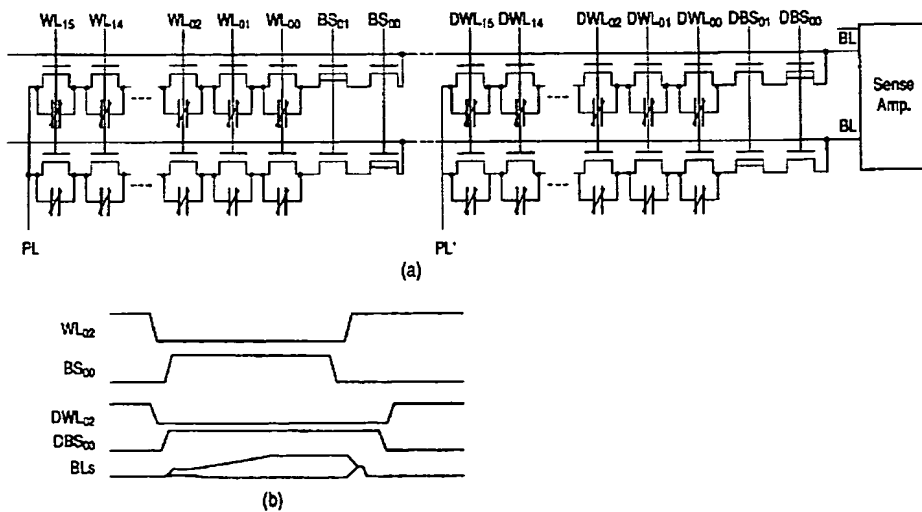 WL15 WL14 WL02 WL01 WL00 BS01 BS00 DWL15 DWL14 DWL02 DWL01 DWL00 DBS01 DBS00
BL
Sense
Amp.
BL
PL PL'
(a)
WL02
BS00
DWL02
DBS00
BLs
(b)